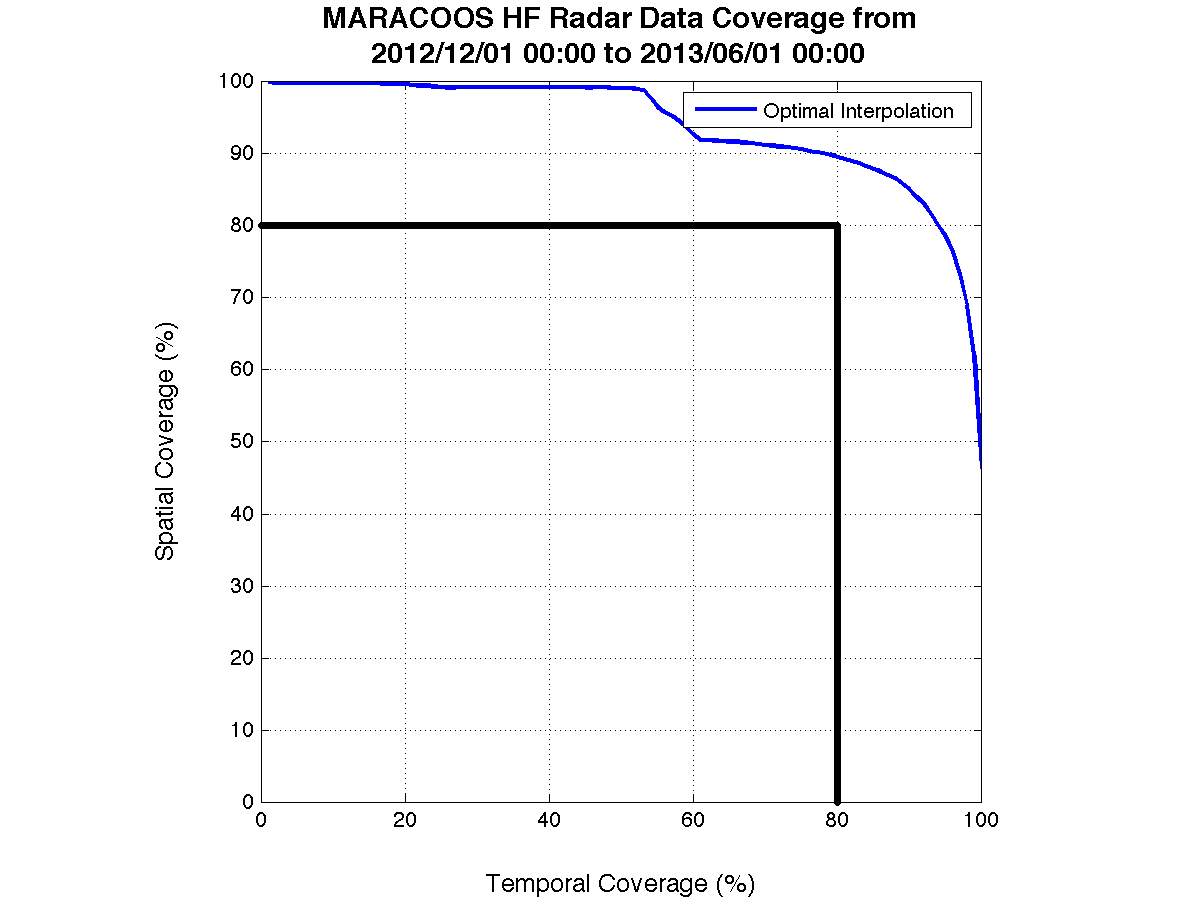 MARACOOS HF Radar Data Coverage from
2012/12/01 00:00 to 2013/06/01 00:00
Optimal Interpolation
Spatial Coverage (%)
100
90
80
70
60
50
40
30
20
10
0
0 20 40 60 80 100
Temporal Coverage (%)